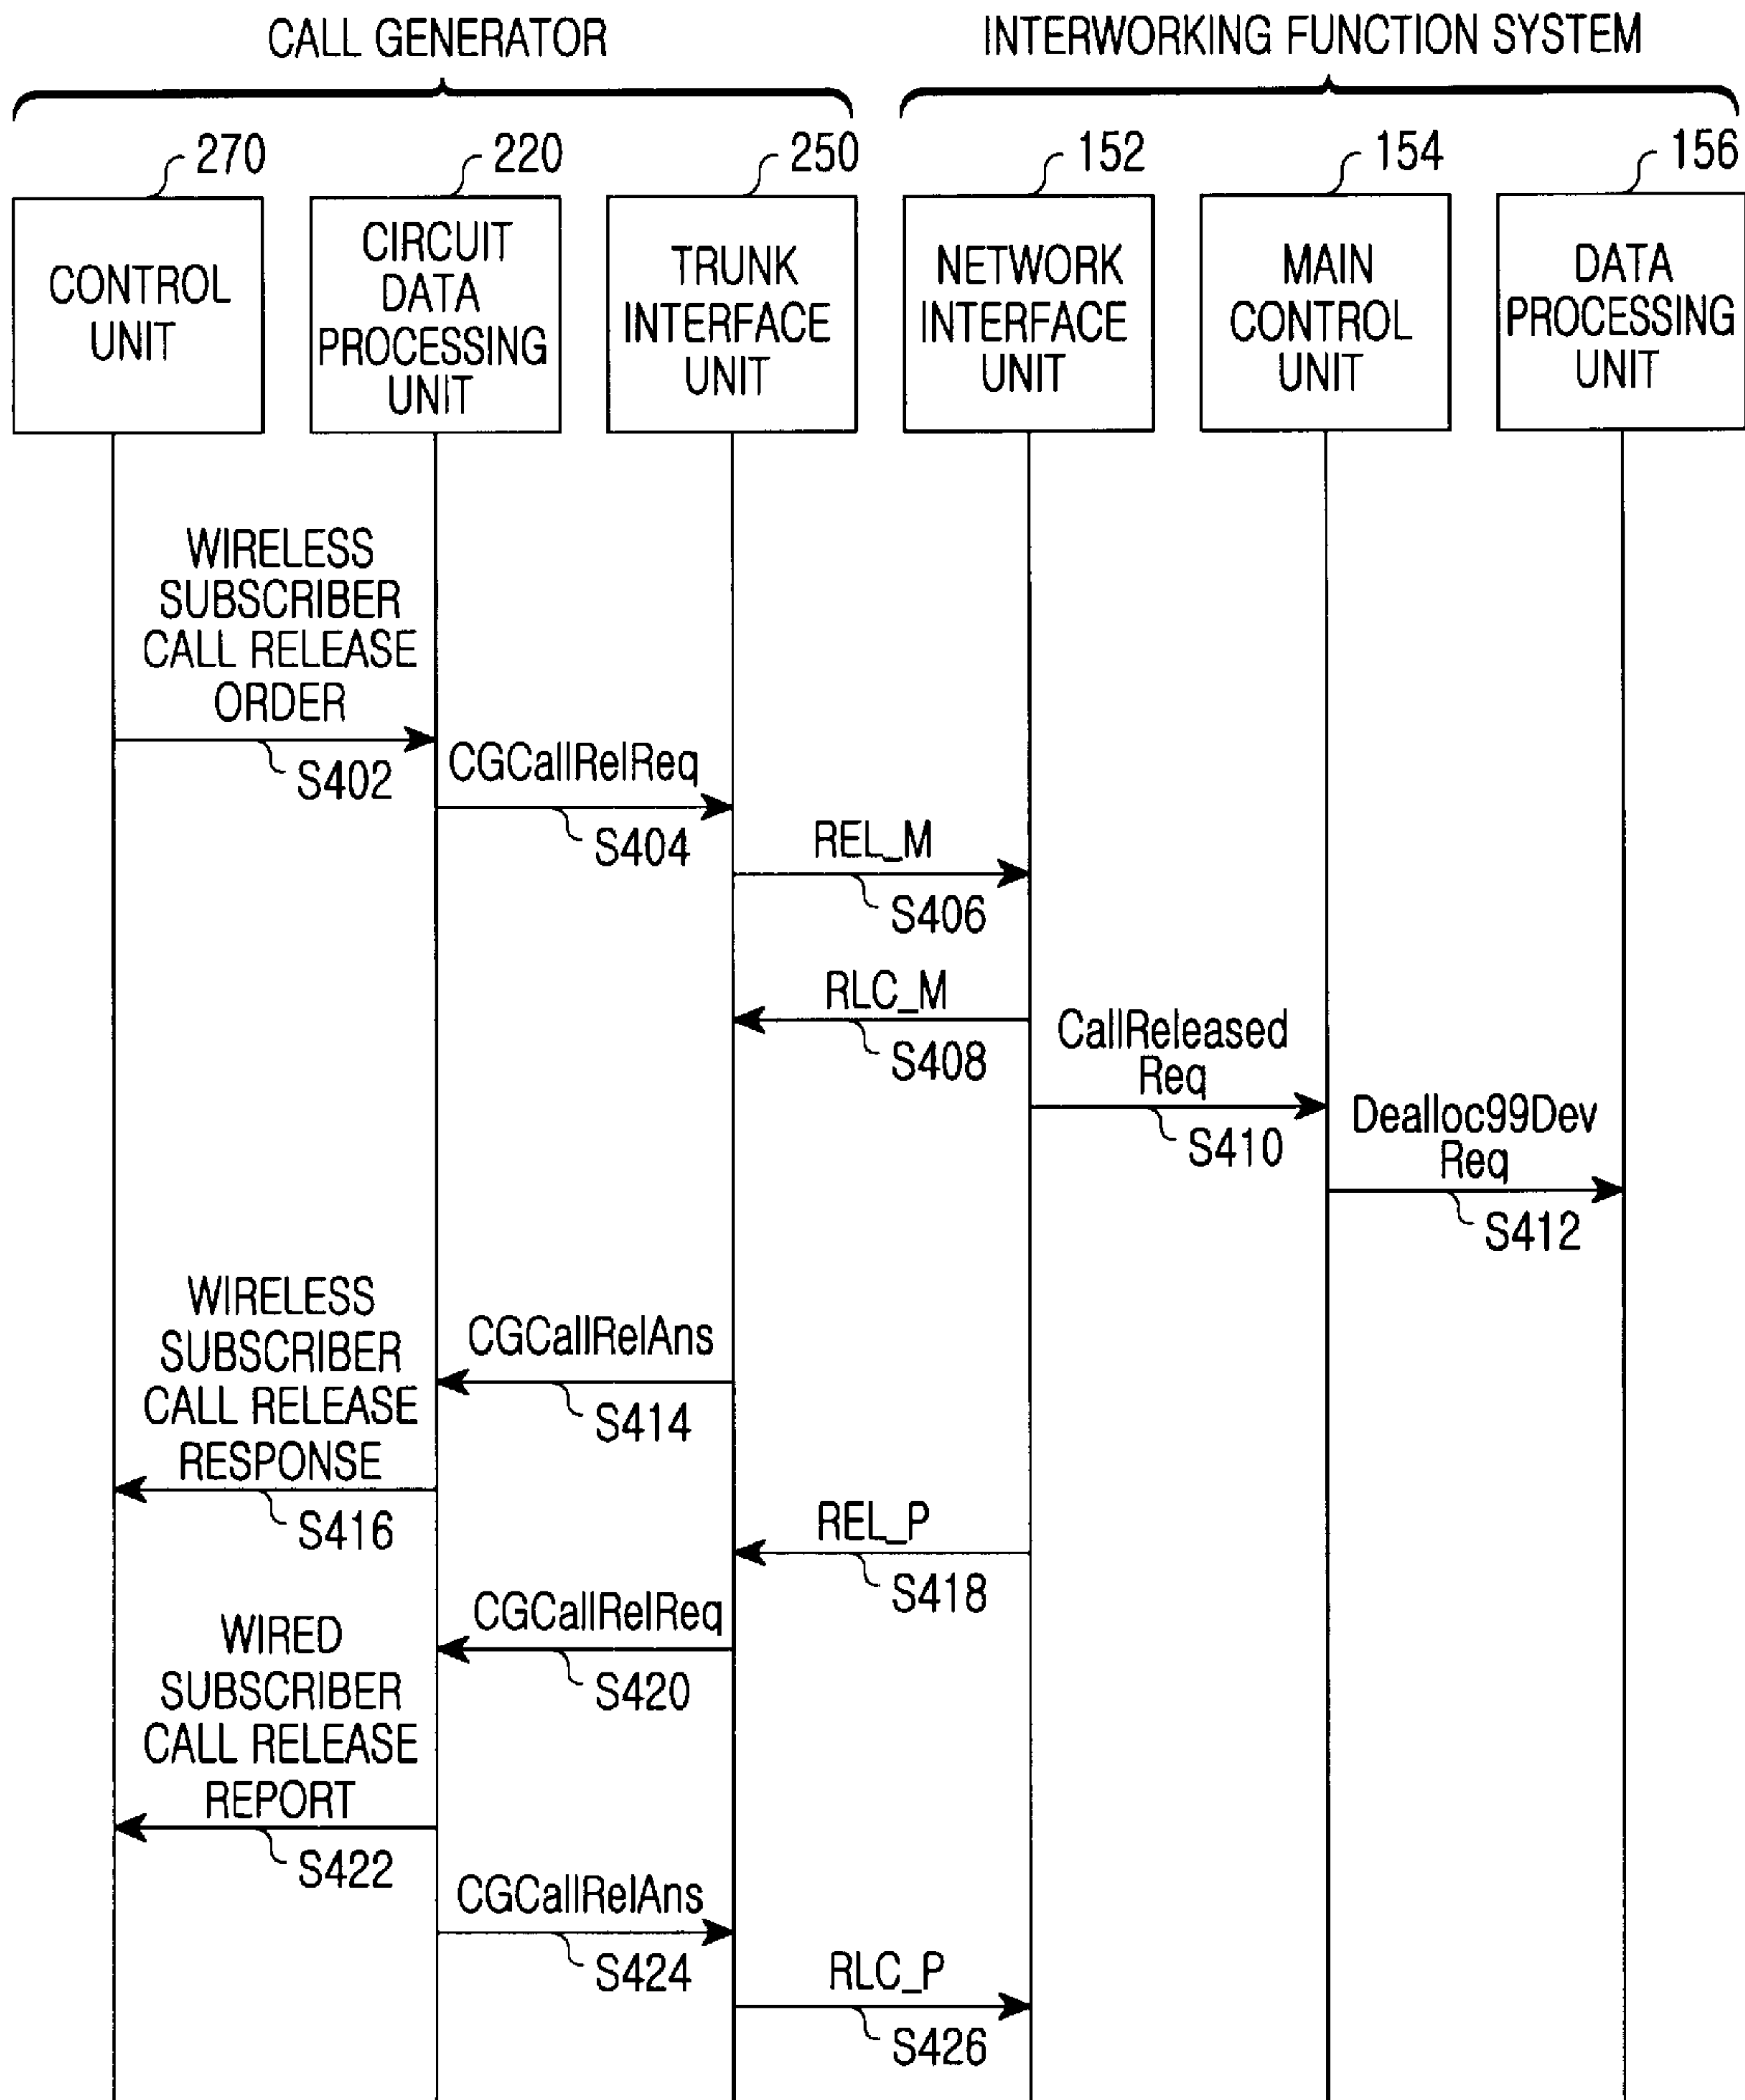 CALL GENERATOR
INTERWORKING FUNCTION SYSTEM
270
220
250
152
154
156
CONTROL
UNIT
CIRCUIT
DATA
PROCESSING
UNIT
TRUNK
INTERFACE
UNIT
NETWORK
INTERFACE
UNIT
MAIN
CONTROL
UNIT
DATA
PROCESSING
UNIT
WIRELESS
SUBSCRIBER
CALL RELEASE
ORDER
S402
CGCallRelReq
S404
REL_M
S406
RLC_M
S408
CallReleased
Req
S410
Dealloc99Dev
Req
S412
CGCallRelAns
S414
WIRELESS
SUBSCRIBER
CALL RELEASE
RESPONSE
S416
REL_P
S418
CGCallRelReq
S420
WIRED
SUBSCRIBER
CALL RELEASE
REPORT
S422
CGCallRelAns
S424
RLC_P
S426